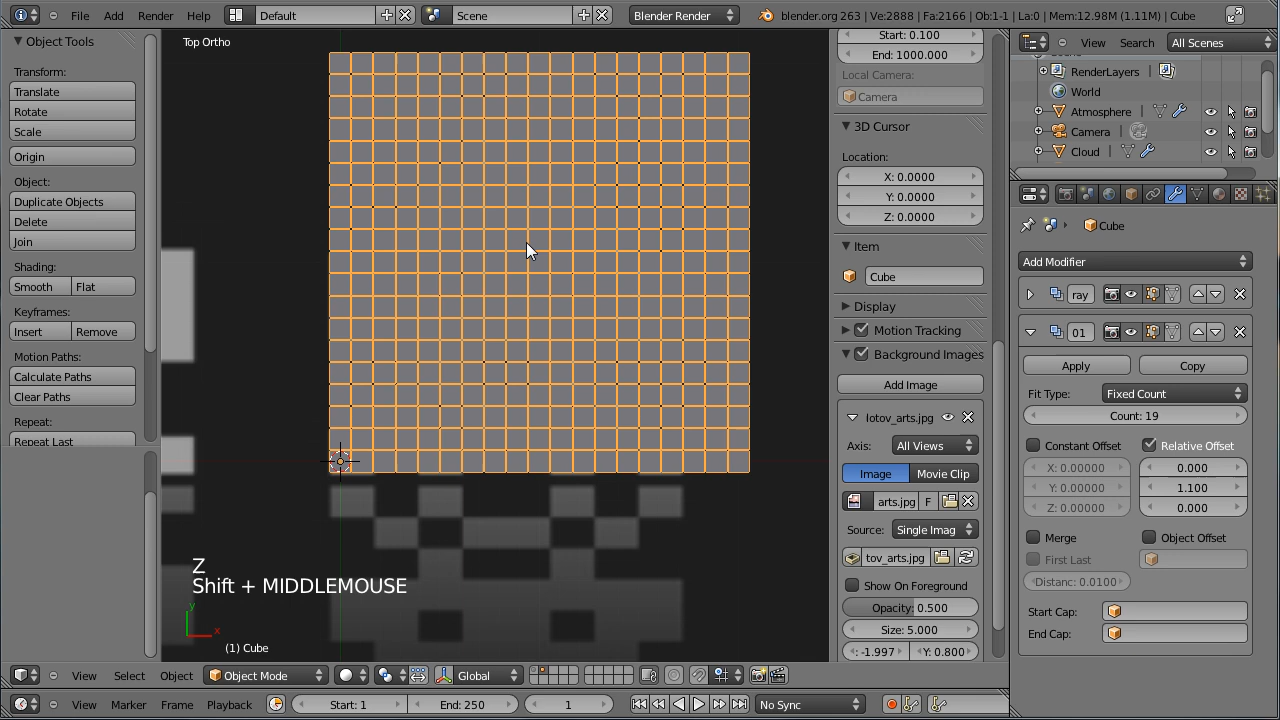 Add Render Window Help
Default
Scene
Blender Render
blender.org 263 | Ve:2888 | Fa:2166 | Ob:1-1 | La:0 | Mem:12.98M (1.11M) | Cube
Object Tools
Transform:
Translate
Rotate
Scale
Origin
Object:
Duplicate Objects
Delete
Join
Shading:
Smooth Flat
Keyframes:
Insert Remove
Motion Paths:
Calculate Paths
Clear Paths
Repeat:
Repeat Last
Top Ortho
Z
Shift + MIDDLEMOUSE
y
x
(1) Cube
Start: 0.100
End: 1000.000
Local Camera:
Camera
3D Cursor
Location:
X: 0.0000
Y: 0.0000
Z: 0.0000
Item
Cube
Display
Motion Tracking
Background Images
Add Image
lotov_arts.jpg
Axis: All Views
Image Movie Clip
arts.jpg F
Source: Single Imag
tov_arts.jpg
Show On Foreground
Opacity: 0.500
Size: 5.000
: -1.997 Y: 0.800
View Search All Scenes
RenderLayers
World
Atmosphere
Camera
Cloud
Cube
Add Modifier
ray
01
Apply Copy
Fit Type: Fixed Count
Count: 19
Constant Offset Relative Offset
X: 0.00000 0.000
Y: 0.00000 1.100
Z: 0.00000 0.000
Merge Object Offset
First Last
Distanc: 0.0100
Start Cap:
End Cap:
View Select Object Object Mode Global
View Marker Frame Playback Start: 1 End: 250 1 No Sync